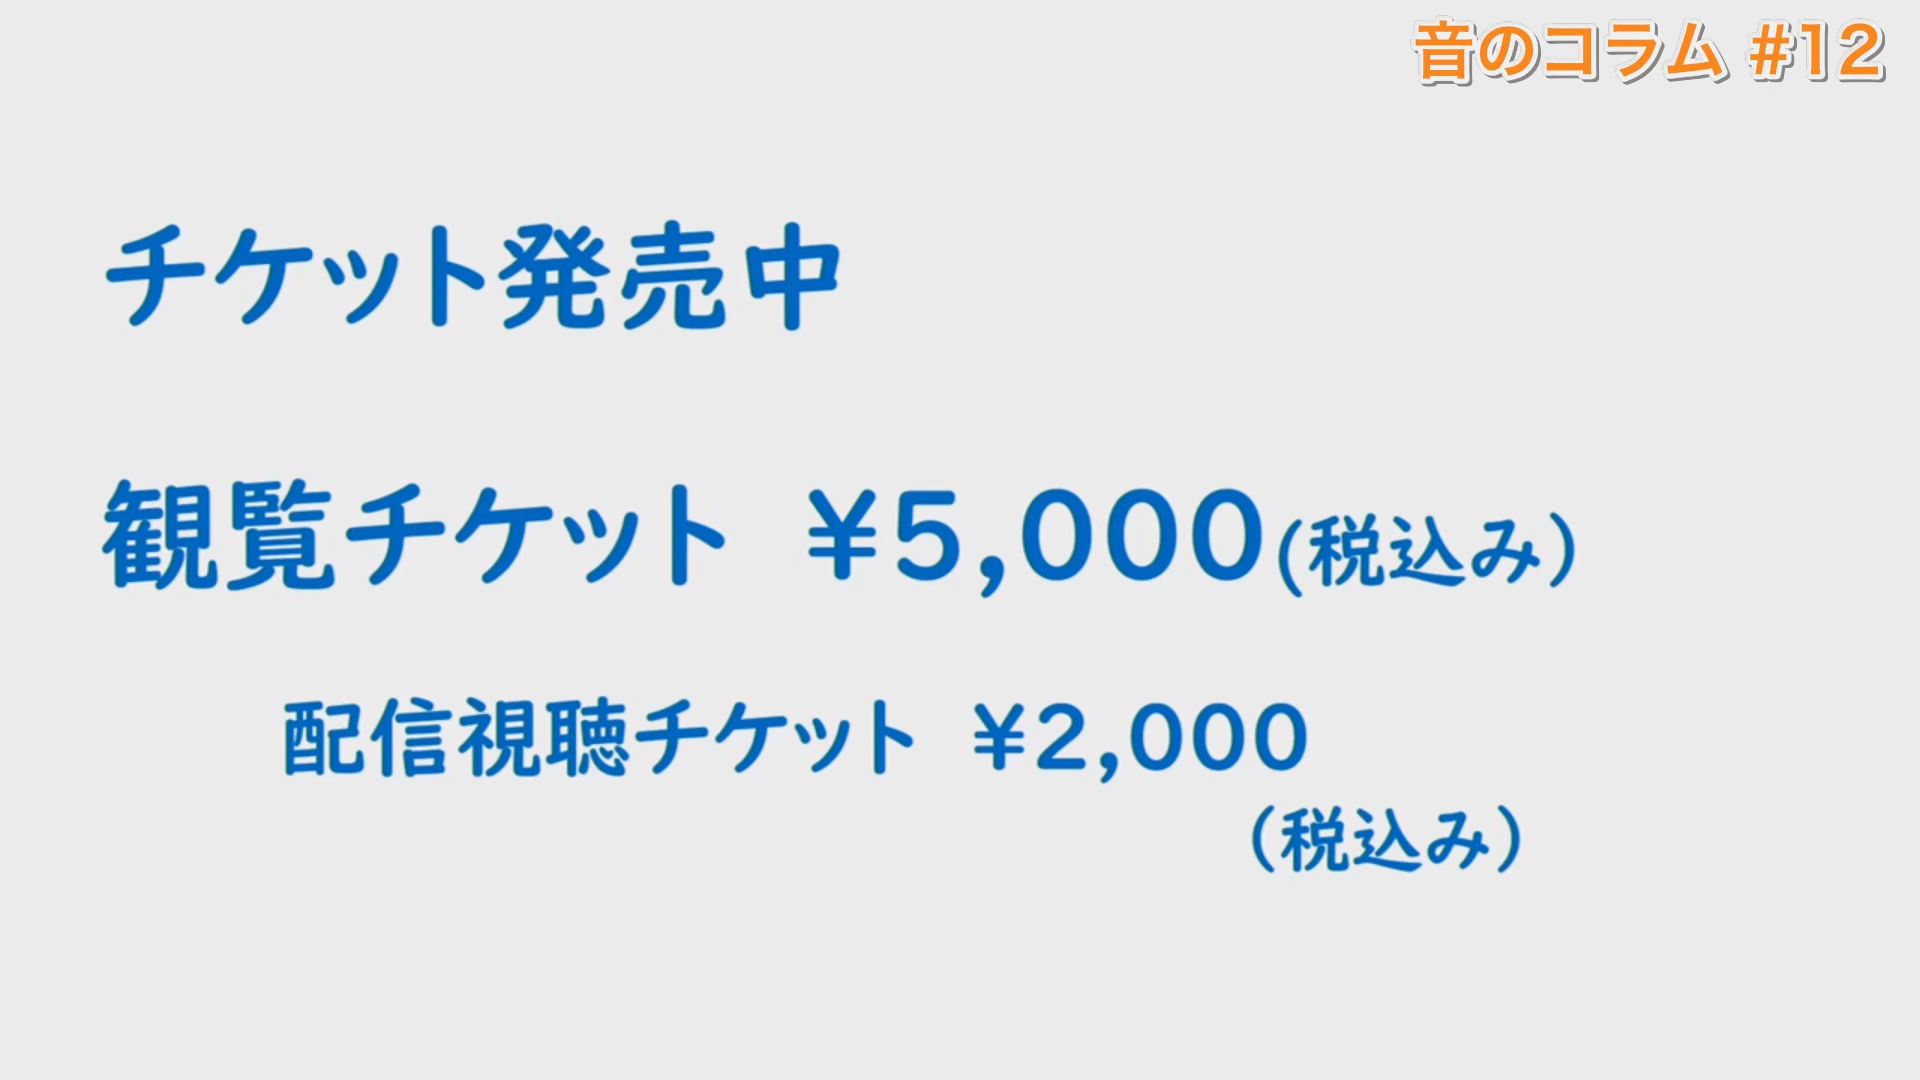 音のコラム #12
チケット発売中
観覧チケット ¥5,000(税込み)
配信視聴チケット ¥2,000
(税込み)